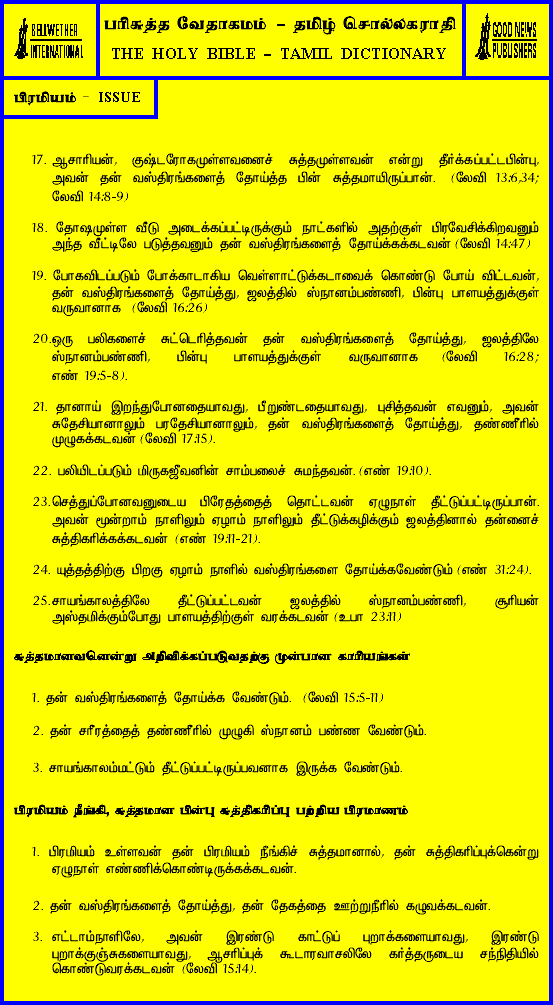 BELLWETHER
INTERNATIONAL
பரிசுத்த வேதாகமம் - தமிழ் சொல்லகராதி
THE HOLY BIBLE - TAMIL DICTIONARY
GOOD NEWS
PUBLISHERS
பிரமியம் - ISSUE
17. ஆசாரியன், குஷ்டரோகமுள்ளவனைச் சுத்தமுள்ளவன் என்று தீர்க்கப்பட்டபின்பு,
அவன் தன் வஸ்திரங்களைத் தோய்த்த பின் சுத்தமாயிருப்பான். (லேவி 13:6,34;
லேவி 14:8-9)
18. தோஷமுள்ள வீடு அடைக்கப்பட்டிருக்கும் நாட்களில் அதற்குள் பிரவேசிக்கிறவனும்
அந்த வீட்டிலே படுத்தவனும் தன் வஸ்திரங்களைத் தோய்க்கக்கடவன் (லேவி 14:47)
19. போகவிடப்படும் போக்காடாகிய வெள்ளாட்டுக்கடாவைக் கொண்டு போய் விட்டவன்,
தன் வஸ்திரங்களைத் தோய்த்து, ஜலத்தில் ஸ்நானம்பண்ணி, பின்பு பாளயத்துக்குள்
வருவானாக (லேவி 16:26)
20.ஒரு பலிகளைச் சுட்டெரித்தவன் தன் வஸ்திரங்களைத் தோய்த்து, ஜலத்திலே
ஸ்நானம்பண்ணி, பின்பு பாளயத்துக்குள் வருவானாக (லேவி 16:28;
எண் 19:5-8).
21. தானாய் இறந்துபோனதையாவது, பீறுண்டதையாவது, புசித்தவன் எவனும், அவன்
சுதேசியானாலும் பரதேசியானாலும், தன் வஸ்திரங்களைத் தோய்த்து, தண்ணீரில்
முழுகக்கடவன் (லேவி 17:15).
22. பலியிடப்படும் மிருகஜீவனின் சாம்பலைச் சுமந்தவன். (எண் 19:10).
23.செத்துப்போனவனுடைய பிரேதத்தைத் தொட்டவன் ஏழுநாள் தீட்டுப்பட்டிருப்பான்.
அவன் மூன்றாம் நாளிலும் ஏழாம் நாளிலும் தீட்டுக்கழிக்கும் ஜலத்தினால் தன்னைச்
சுத்திகரிக்கக்கடவன் (எண் 19:11-21).
24. யுத்தத்திற்கு பிறகு ஏழாம் நாளில் வஸ்திரங்களை தோய்க்கவேண்டும் (எண் 31:24).
25.சாயங்காலத்திலே தீட்டுப்பட்டவன் ஜலத்தில் ஸ்நானம்பண்ணி, சூரியன்
அஸ்தமிக்கும்போது பாளயத்திற்குள் வரக்கடவன் (உபா 23:11)
சுத்தமானவனென்று அறிவிக்கப்படுவதற்கு முன்பான காரியங்கள்
1. தன் வஸ்திரங்களைத் தோய்க்க வேண்டும். (லேவி 15:5-11)
2. தன் சரீரத்தைத் தண்ணீரில் முழுகி ஸ்நானம் பண்ண வேண்டும்.
3. சாயங்காலம்மட்டும் தீட்டுப்பட்டிருப்பவனாக இருக்க வேண்டும்.
பிரமியம் நீங்கி, சுத்தமான பின்பு சுத்திகரிப்பு பற்றிய பிரமாணம்
1. பிரமியம் உள்ளவன் தன் பிரமியம் நீங்கிச் சுத்தமானால், தன் சுத்திகரிப்புக்கென்று
ஏழுநாள் எண்ணிக்கொண்டிருக்கக்கடவன்.
2. தன் வஸ்திரங்களைத் தோய்த்து, தன் தேகத்தை ஊற்றுநீரில் கழுவக்கடவன்.
3. எட்டாம்நாளிலே, அவன் இரண்டு காட்டுப் புறாக்களையாவது, இரண்டு
புறாக்குஞ்சுகளையாவது, ஆசரிப்புக் கூடாரவாசலிலே கர்த்தருடைய சந்நிதியில்
கொண்டுவரக்கடவன் (லேவி 15:14).